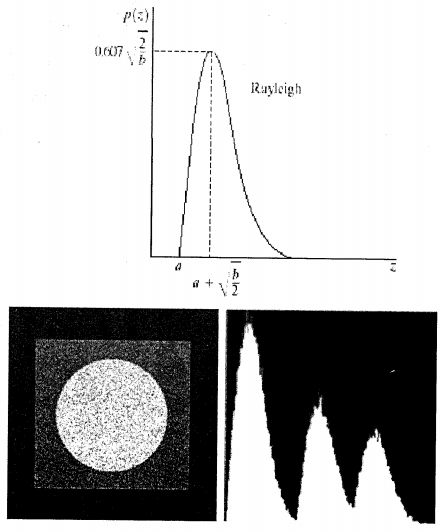 p(z)
0.607 √(2/b)
Rayleigh
a
z
a + √(b/2)